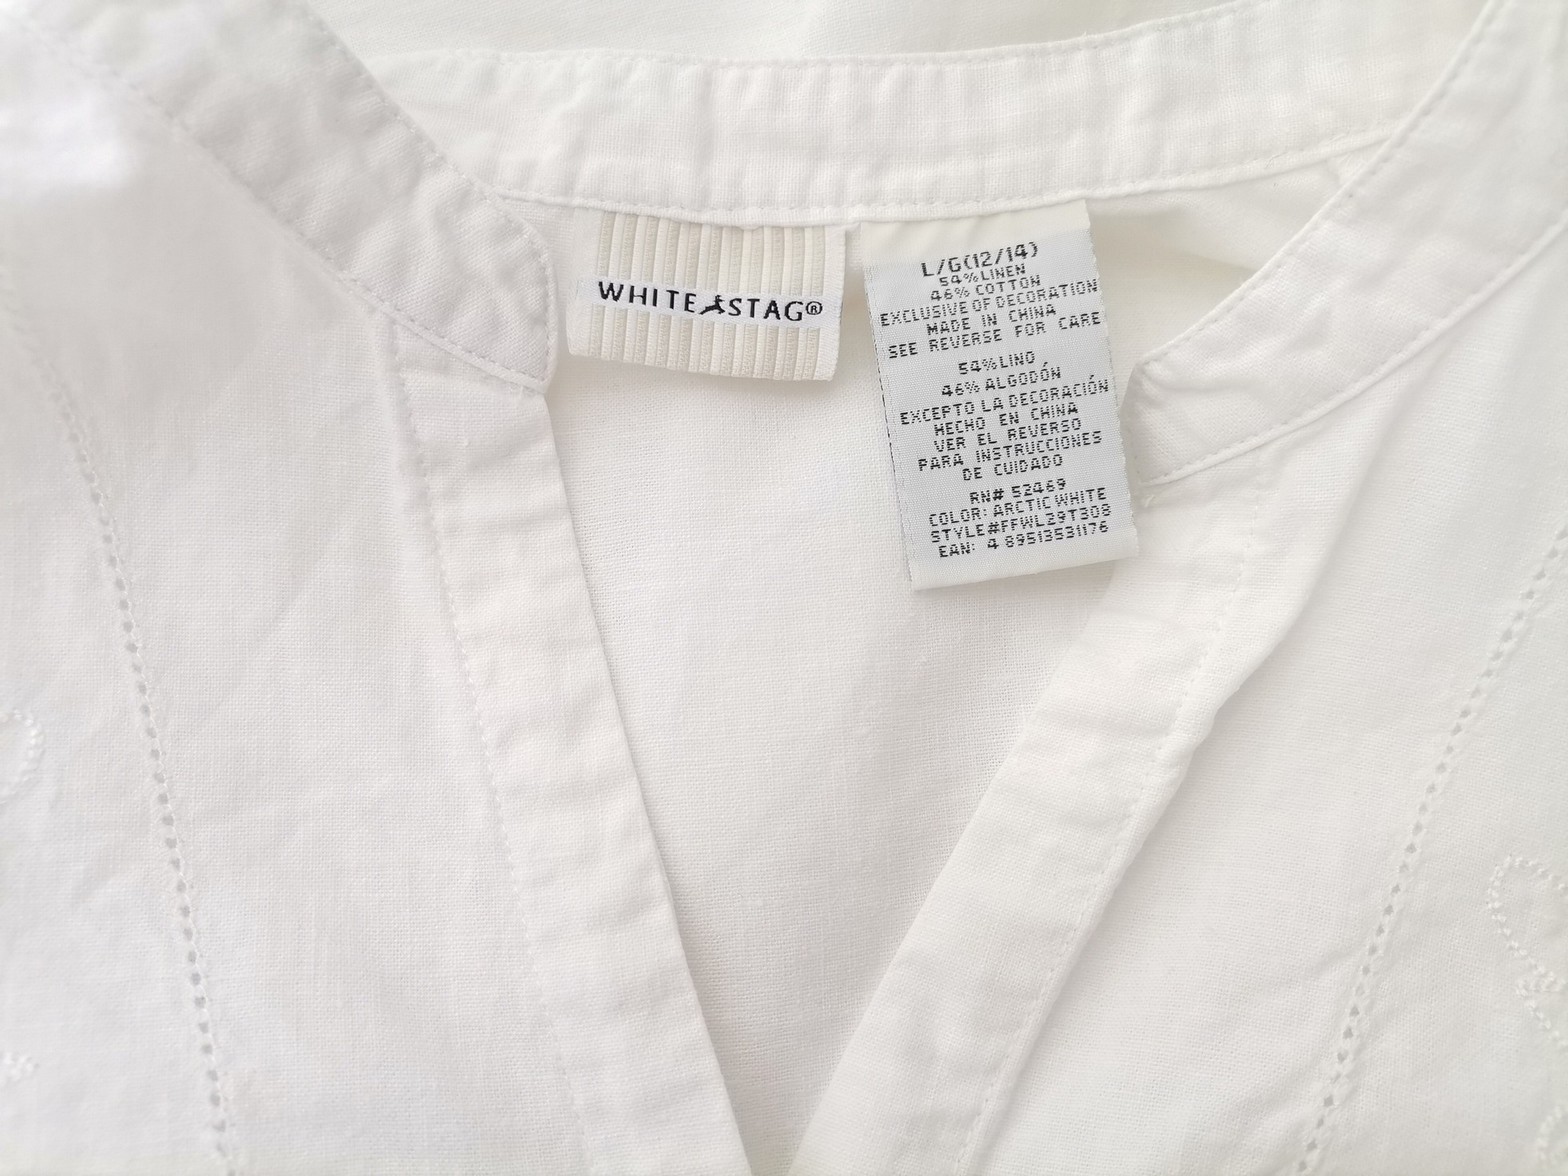 WHITE STAG®
L/G(12/14)
54%LINEN
46% COTTON
EXCLUSIVE OF DECORATION
MADE IN CHINA
SEE REVERSE FOR CARE
54%LINO
46% ALGODÓN
EXCEPTO LA DECORACIÓN
HECHO EN CHINA
VER EL REVERSO
PARA INSTRUCCIONES
DE CUIDADO
RN# 52469
COLOR: ARCTIC WHITE
STYLE#FFWL29T308
EAN: 4 89513531176